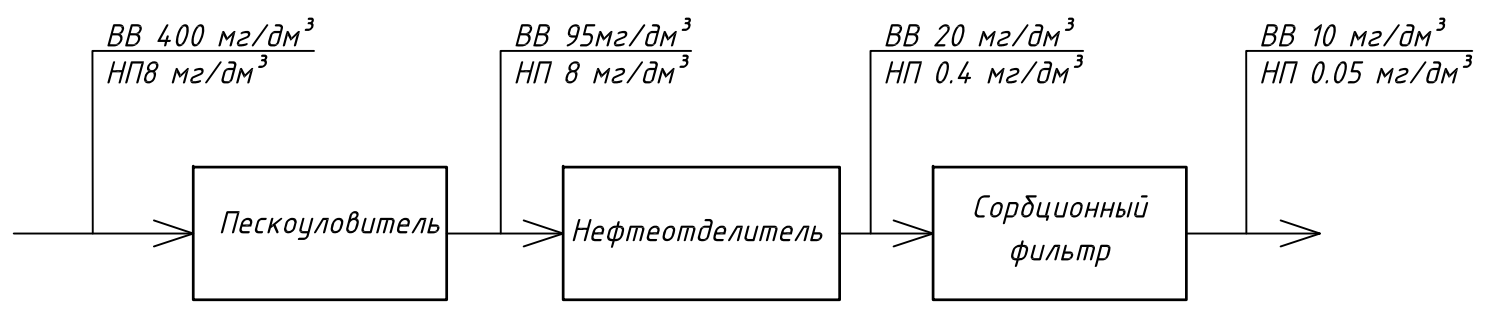 ВВ 400 мг/дм³
НП8 мг/дм³
ВВ 95мг/дм³
НП 8 мг/дм³
ВВ 20 мг/дм³
НП 0.4 мг/дм³
ВВ 10 мг/дм³
НП 0.05 мг/дм³
Пескоуловитель
Нефтеотделитель
Сорбционный
фильтр